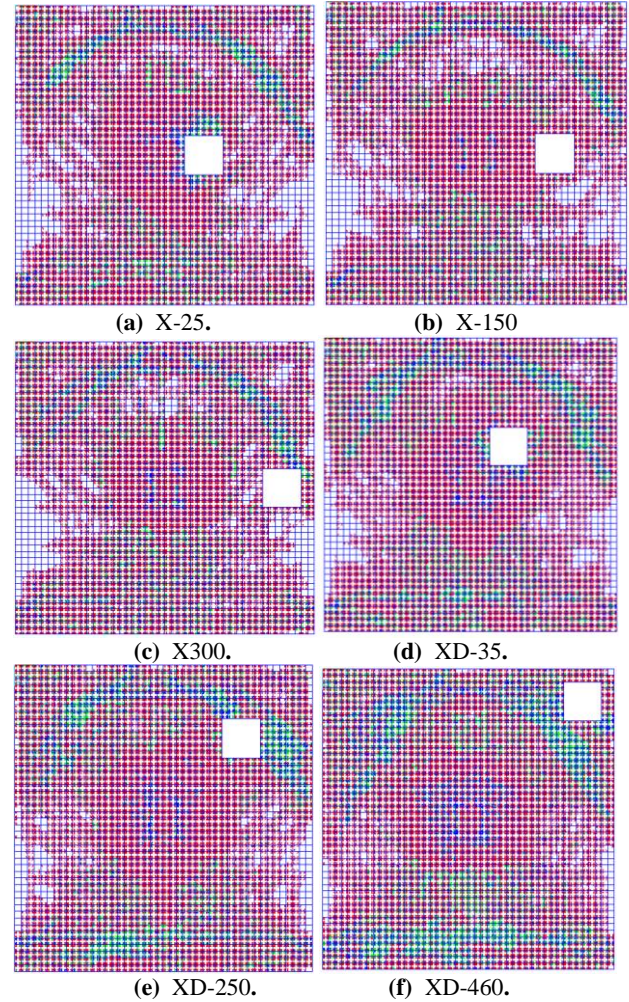 (a) X-25.
(b) X-150
(c) X300.
(d) XD-35.
(e) XD-250.
(f) XD-460.